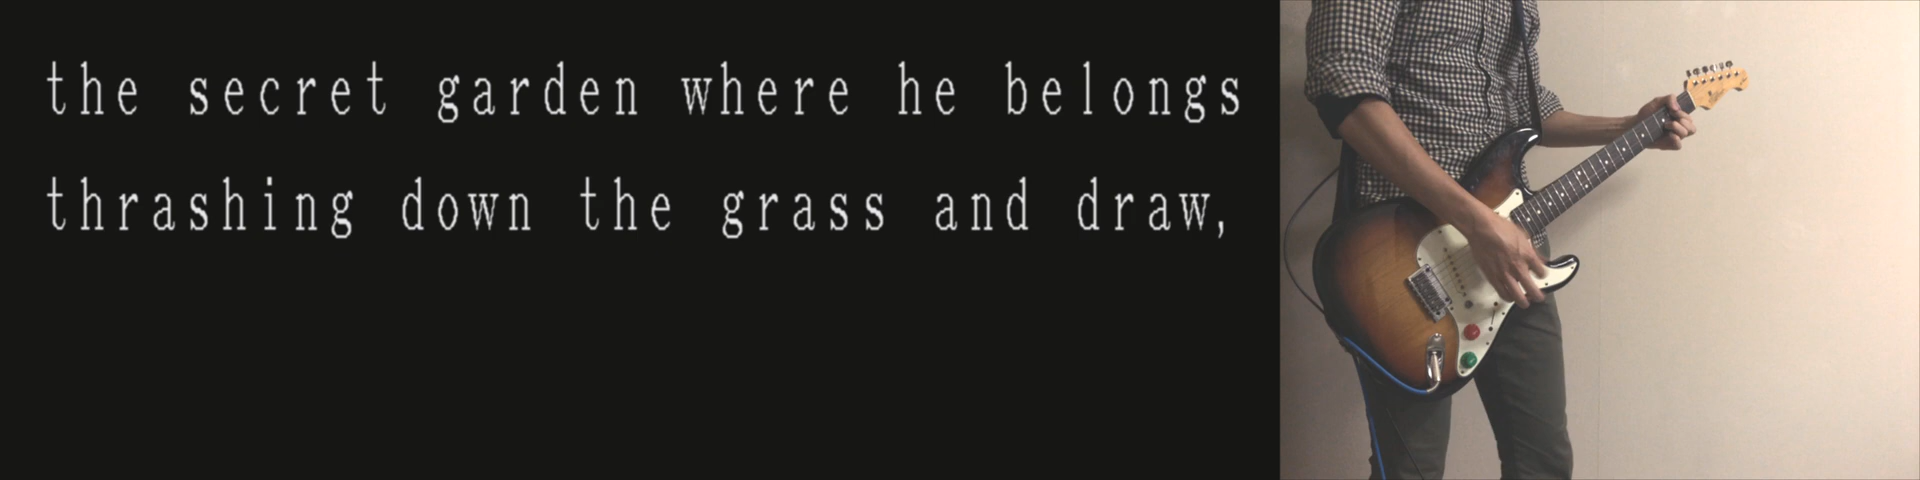 the secret garden where he belongs
thrashing down the grass and draw,